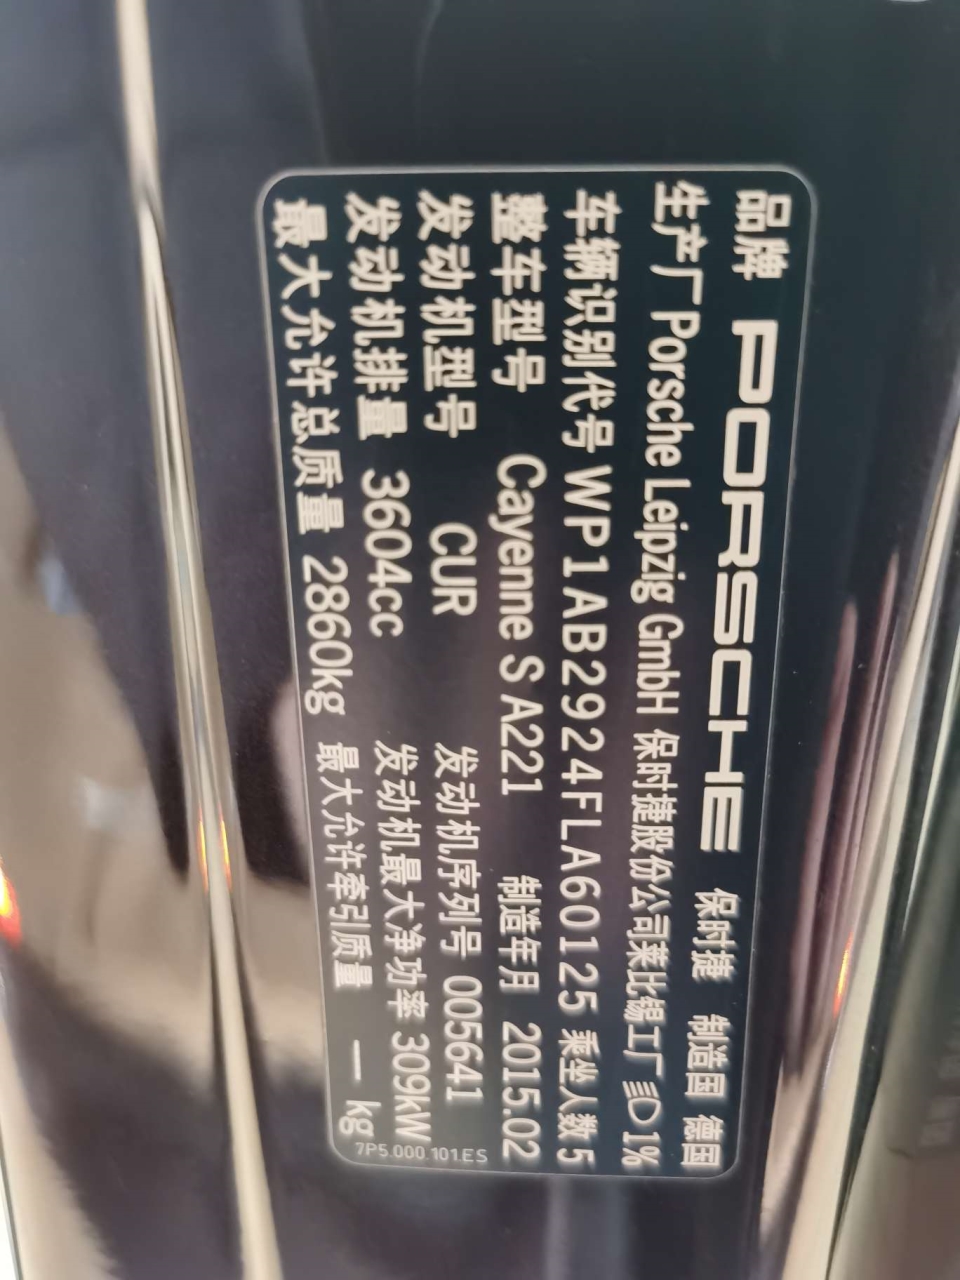 品牌 PORSCHE 保时捷 制造国 德国
生产厂 Porsche Leipzig GmbH 保时捷股份公司莱比锡工厂 1%
车辆识别代号 WP1AB2924FLA60125 乘坐人数 5
整车型号 Cayenne S A221 制造年月 2015.02
发动机型号 CUR 发动机序列号 005641
发动机排量 3604cc 发动机最大净功率 309kW
最大允许总质量 2860kg 最大允许牵引质量 — kg
7P5.000.101.ES